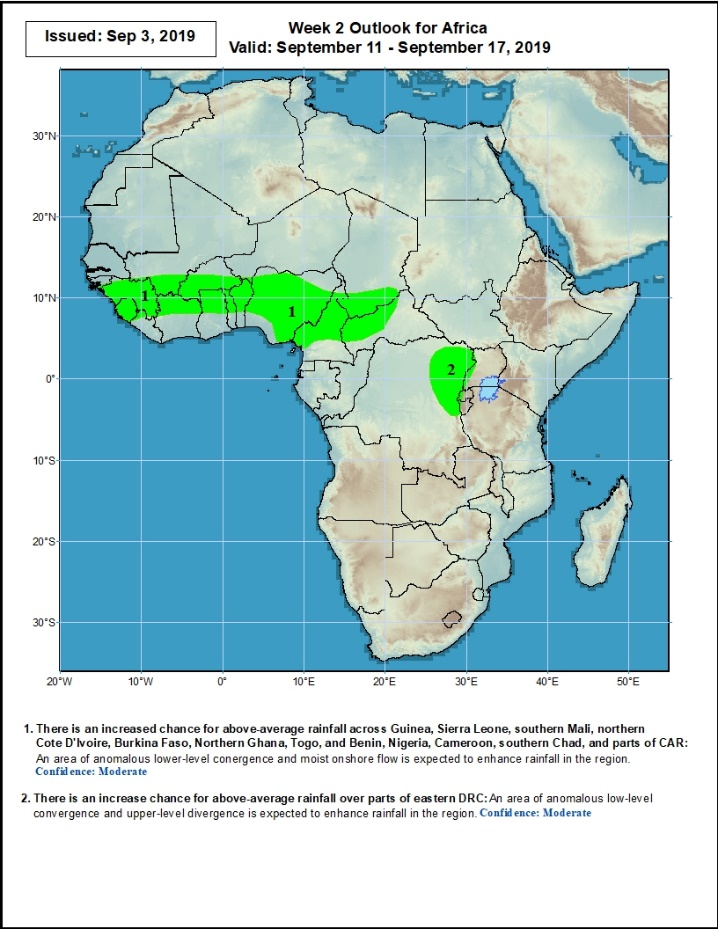 Issued: Sep 3, 2019
Week 2 Outlook for Africa
Valid: September 11 - September 17, 2019
30°N
20°N
10°N
0°
10°S
20°S
30°S
1
1
2
20°W
10°W
0°
10°E
20°E
30°E
40°E
50°E
1. There is an increased chance for above-average rainfall across Guinea, Sierra Leone, southern Mali, northern
Cote D'Ivoire, Burkina Faso, Northern Ghana, Togo, and Benin, Nigeria, Cameroon, southern Chad, and parts of CAR:
An area of anomalous lower-level conergence and moist onshore flow is expected to enhance rainfall in the region.
Confidence: Moderate
2. There is an increase chance for above-average rainfall over parts of eastern DRC: An area of anomalous low-level
convergence and upper-level divergence is expected to enhance rainfall in the region. Confidence: Moderate